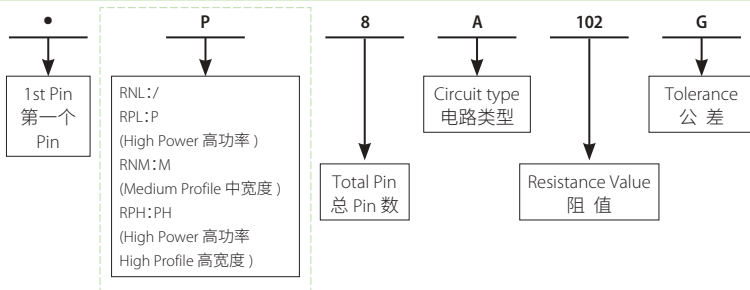 • P 8 A 102 G
1st Pin
第一个
Pin
RNL:/
RPL:P
(High Power 高功率 )
RNM:M
(Medium Profile 中宽度 )
RPH:PH
(High Power 高功率
High Profile 高宽度 )
Total Pin
总 Pin 数
Circuit type
电路类型
Resistance Value
阻 值
Tolerance
公 差